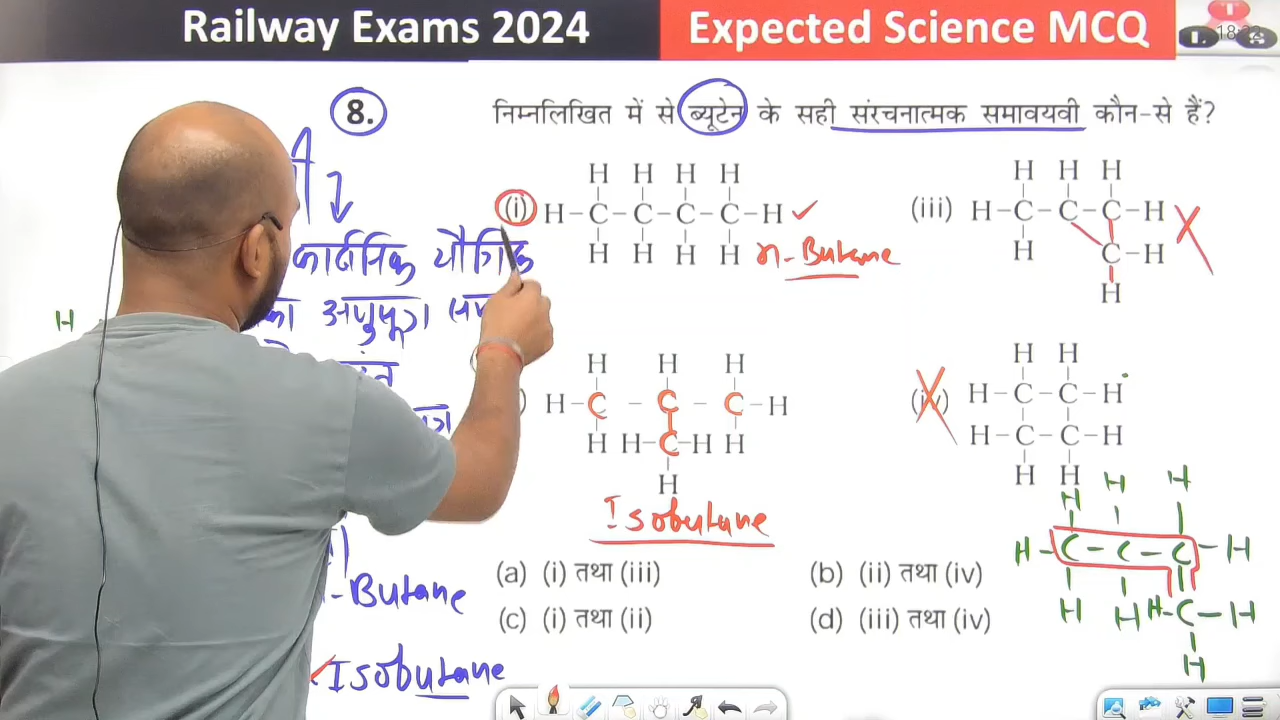 Railway Exams 2024
Expected Science MCQ
8.
निम्नलिखित में से ब्यूटेन के सही संरचनात्मक समावयवी कौन-से हैं?
(i)
H H H H
H-C-C-C-C-H
H H H H
n-Butane
(iii)
H H H
H-C-C-C-H
H C-H
H
H H H
H-C - C - C-H
H H-C-H H
H
Isobutane
(iv)
H H
H-C-C-H
H-C-C-H
H H
(a) (i) तथा (iii)
(b) (ii) तथा (iv)
(c) (i) तथा (ii)
(d) (iii) तथा (iv)
कार्बनिक यौगिक
H
Butane
Isobutane
H H H
H-C-C-C-H
H H H-C-H
H